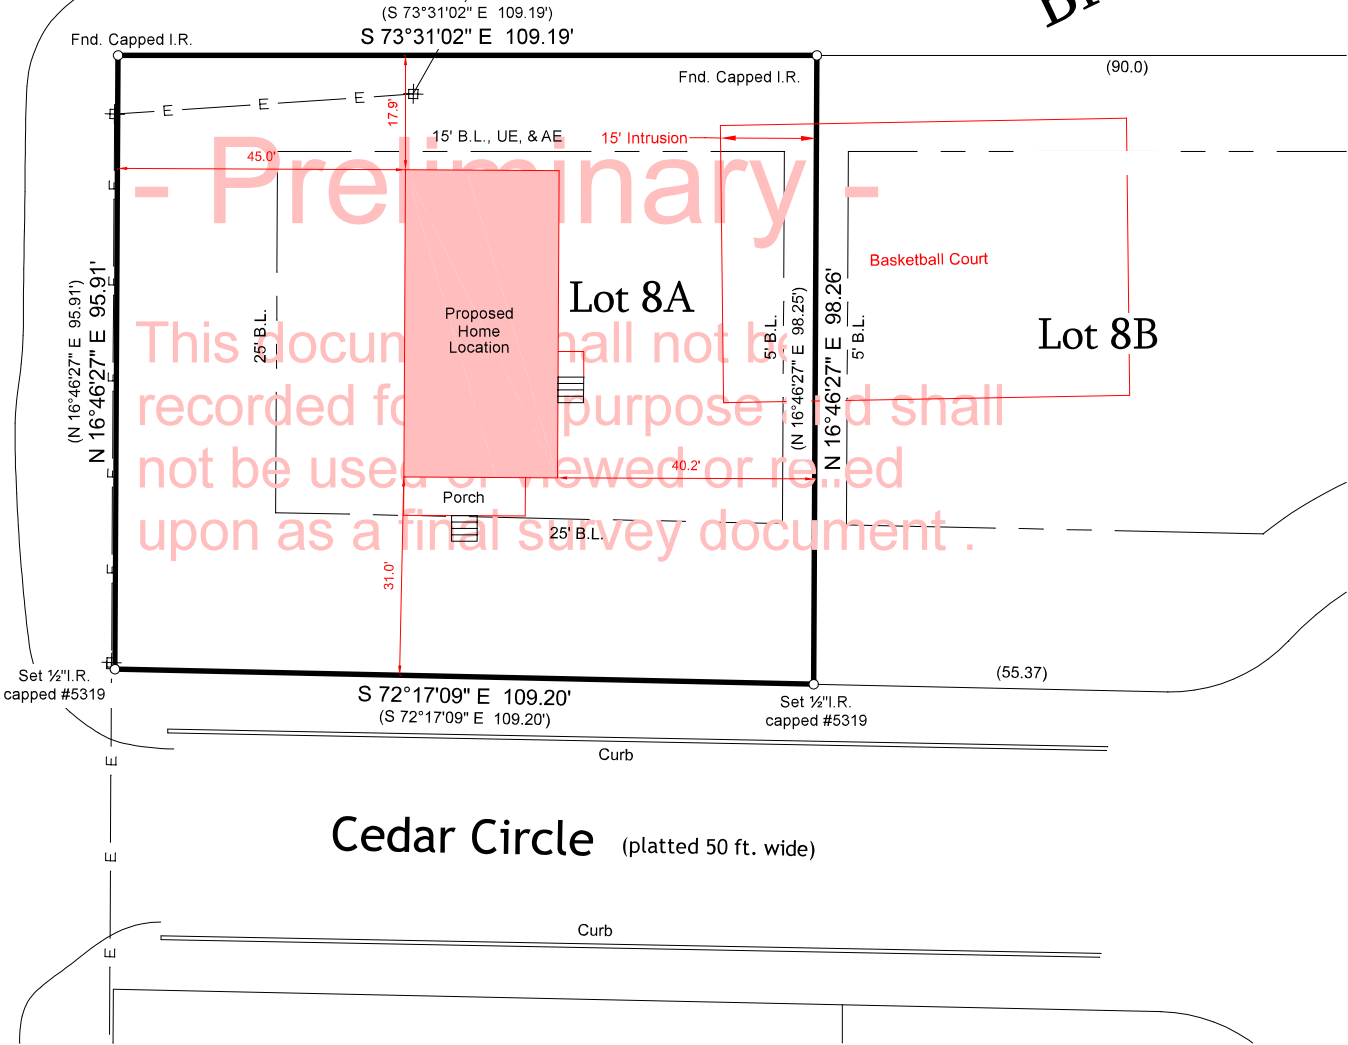 (S 73°31'02" E 109.19')
S 73°31'02" E 109.19'
Fnd. Capped I.R.
Fnd. Capped I.R.
(90.0)
E E E
17.9'
15' B.L., UE, & AE
15' Intrusion
45.0'
- Preliminary -
Basketball Court
Lot 8A
Lot 8B
Proposed
Home
Location
25' B.L.
5' B.L.
5' B.L.
(N 16°46'27" E 95.91')
N 16°46'27" E 95.91'
(N 16°46'27" E 98.25')
N 16°46'27" E 98.26'
This docum hall not be
recorded fo purpose and shall
not be used or viewed or relied
upon as a final survey document .
40.2'
Porch
25' B.L.
31.0'
E
E
E
E
E
Set ½"I.R.
capped #5319
(55.37)
S 72°17'09" E 109.20'
(S 72°17'09" E 109.20')
Set ½"I.R.
capped #5319
Curb
E
Cedar Circle (platted 50 ft. wide)
E
Curb
E